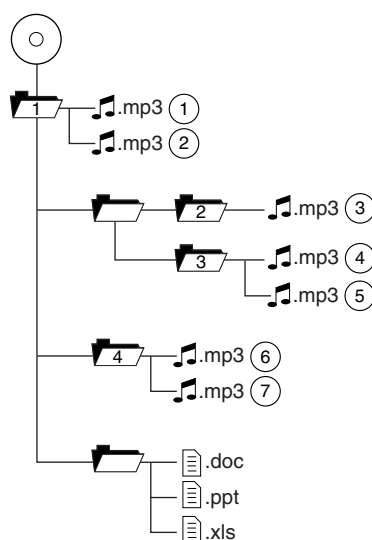 1 .mp3 1
.mp3 2
2 .mp3 3
3 .mp3 4
.mp3 5
4 .mp3 6
.mp3 7
.doc
.ppt
.xls